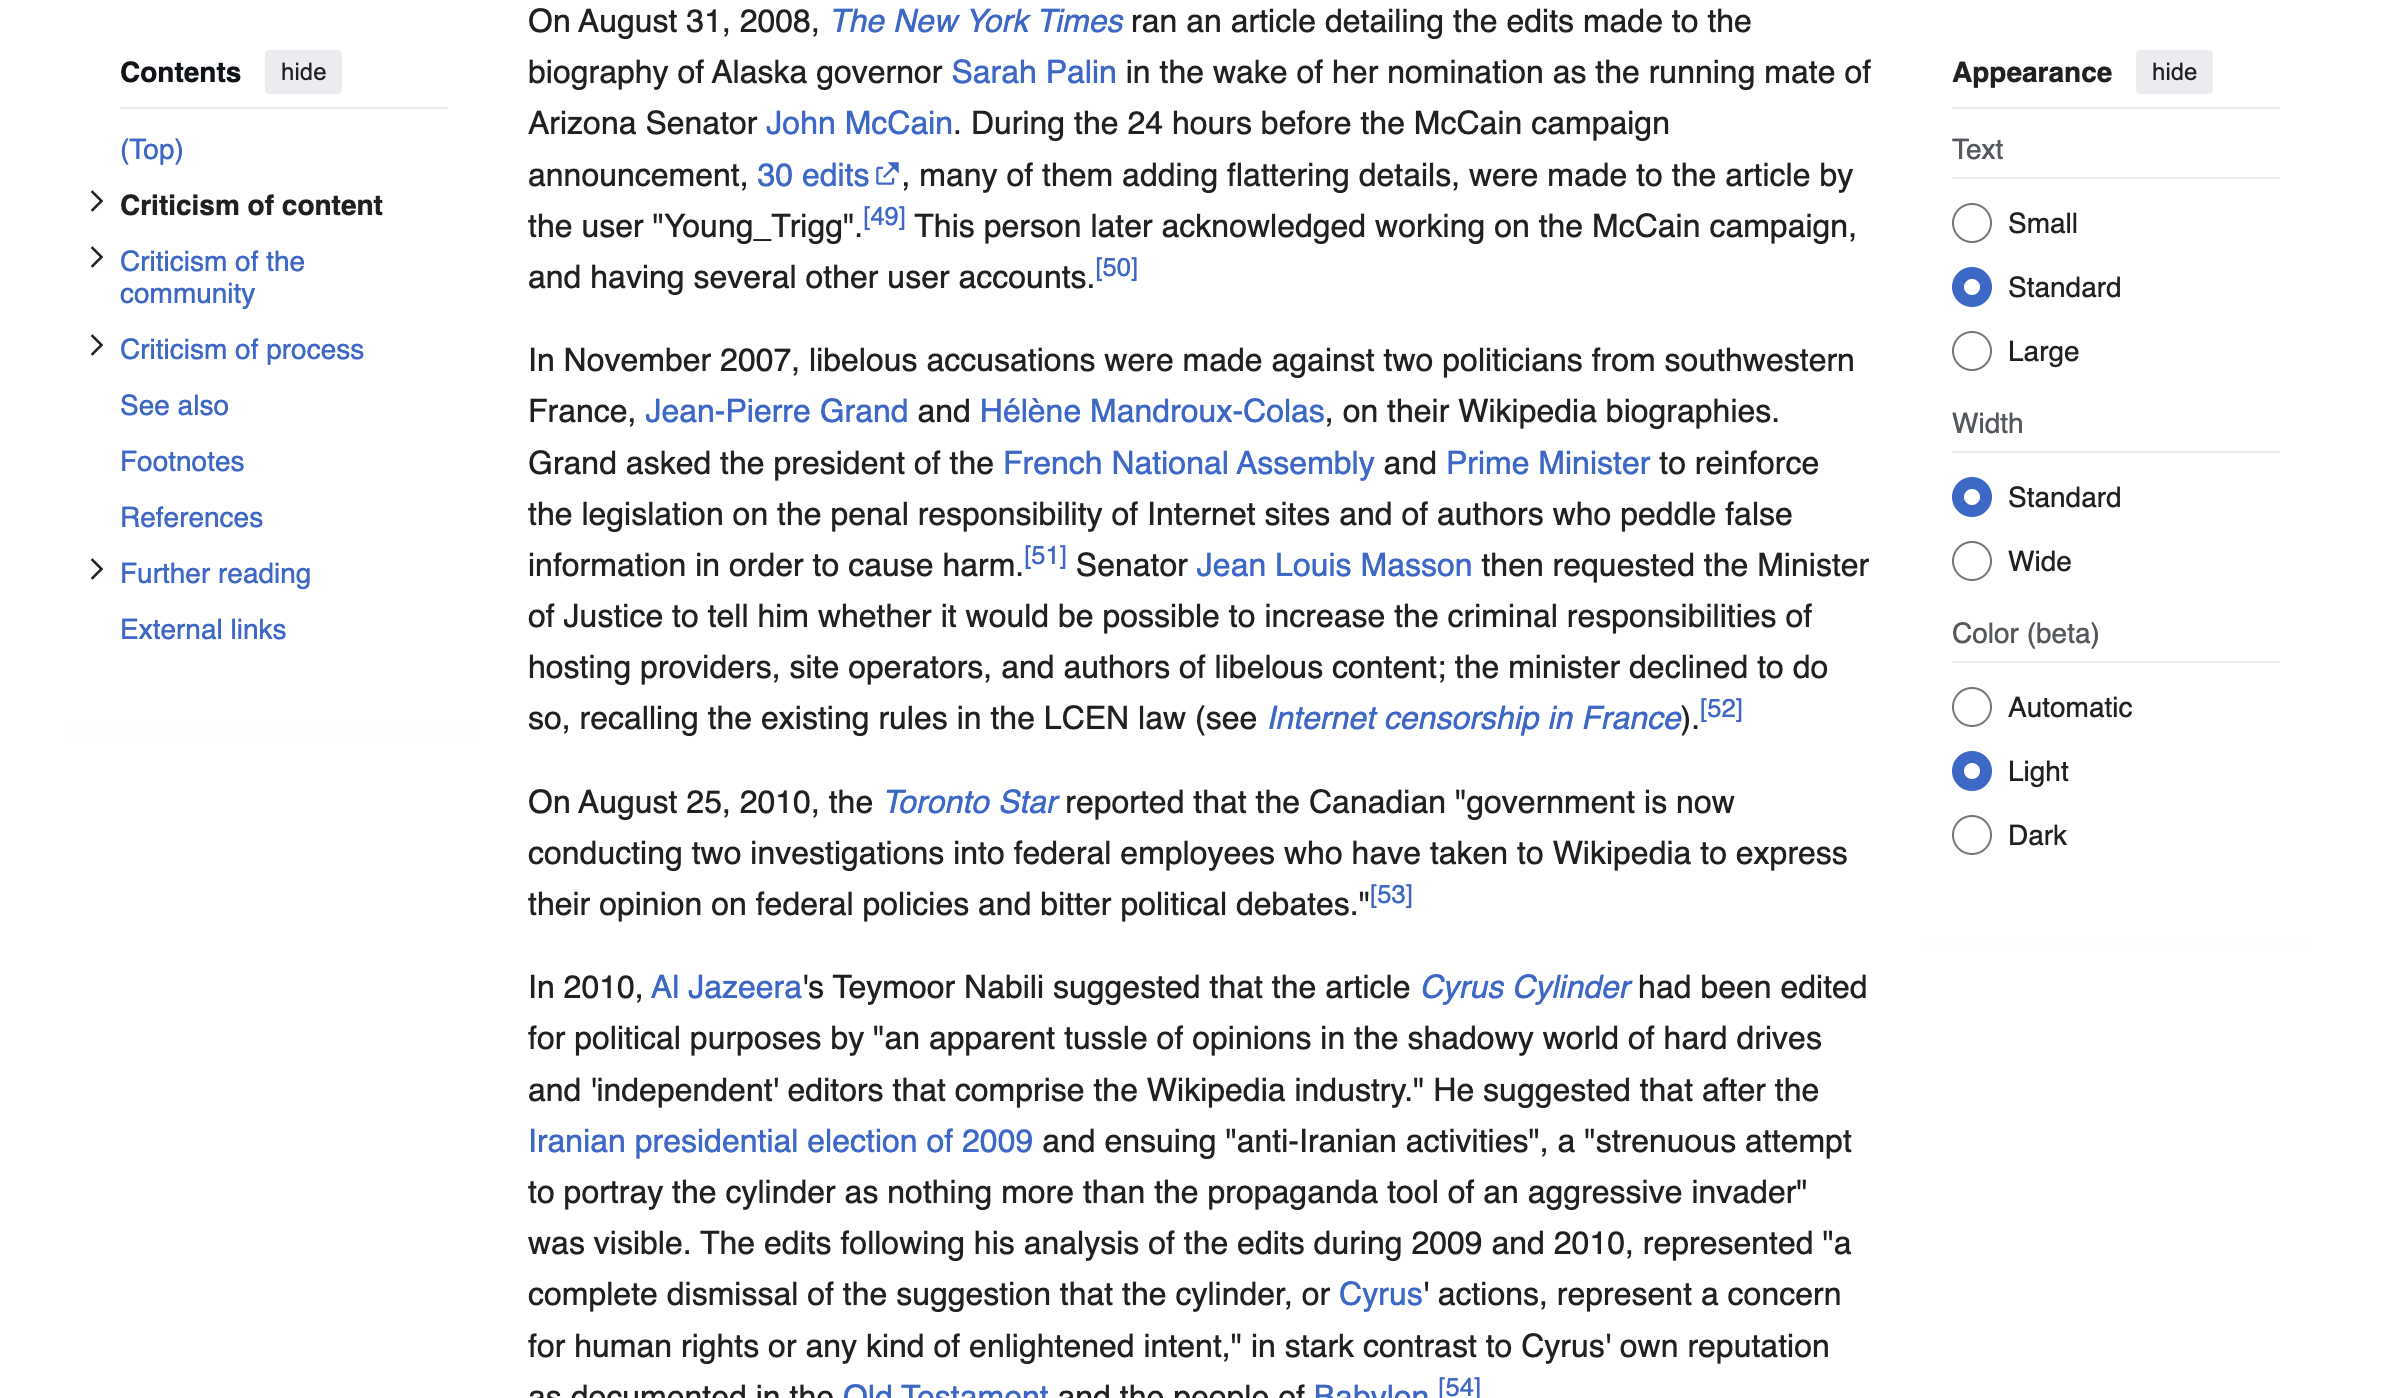 Contents hide
(Top)
Criticism of content
Criticism of the
community
Criticism of process
See also
Footnotes
References
Further reading
External links
On August 31, 2008, The New York Times ran an article detailing the edits made to the
biography of Alaska governor Sarah Palin in the wake of her nomination as the running mate of
Arizona Senator John McCain. During the 24 hours before the McCain campaign
announcement, 30 edits, many of them adding flattering details, were made to the article by
the user "Young_Trigg".[49] This person later acknowledged working on the McCain campaign,
and having several other user accounts.[50]
In November 2007, libelous accusations were made against two politicians from southwestern
France, Jean-Pierre Grand and Hélène Mandroux-Colas, on their Wikipedia biographies.
Grand asked the president of the French National Assembly and Prime Minister to reinforce
the legislation on the penal responsibility of Internet sites and of authors who peddle false
information in order to cause harm.[51] Senator Jean Louis Masson then requested the Minister
of Justice to tell him whether it would be possible to increase the criminal responsibilities of
hosting providers, site operators, and authors of libelous content; the minister declined to do
so, recalling the existing rules in the LCEN law (see Internet censorship in France).[52]
On August 25, 2010, the Toronto Star reported that the Canadian "government is now
conducting two investigations into federal employees who have taken to Wikipedia to express
their opinion on federal policies and bitter political debates."[53]
In 2010, Al Jazeera's Teymoor Nabili suggested that the article Cyrus Cylinder had been edited
for political purposes by "an apparent tussle of opinions in the shadowy world of hard drives
and 'independent' editors that comprise the Wikipedia industry." He suggested that after the
Iranian presidential election of 2009 and ensuing "anti-Iranian activities", a "strenuous attempt
to portray the cylinder as nothing more than the propaganda tool of an aggressive invader"
was visible. The edits following his analysis of the edits during 2009 and 2010, represented "a
complete dismissal of the suggestion that the cylinder, or Cyrus' actions, represent a concern
for human rights or any kind of enlightened intent," in stark contrast to Cyrus' own reputation
as documented in the Old Testament and the people of Babylon.[54]
Appearance hide
Text
Small
Standard
Large
Width
Standard
Wide
Color (beta)
Automatic
Light
Dark